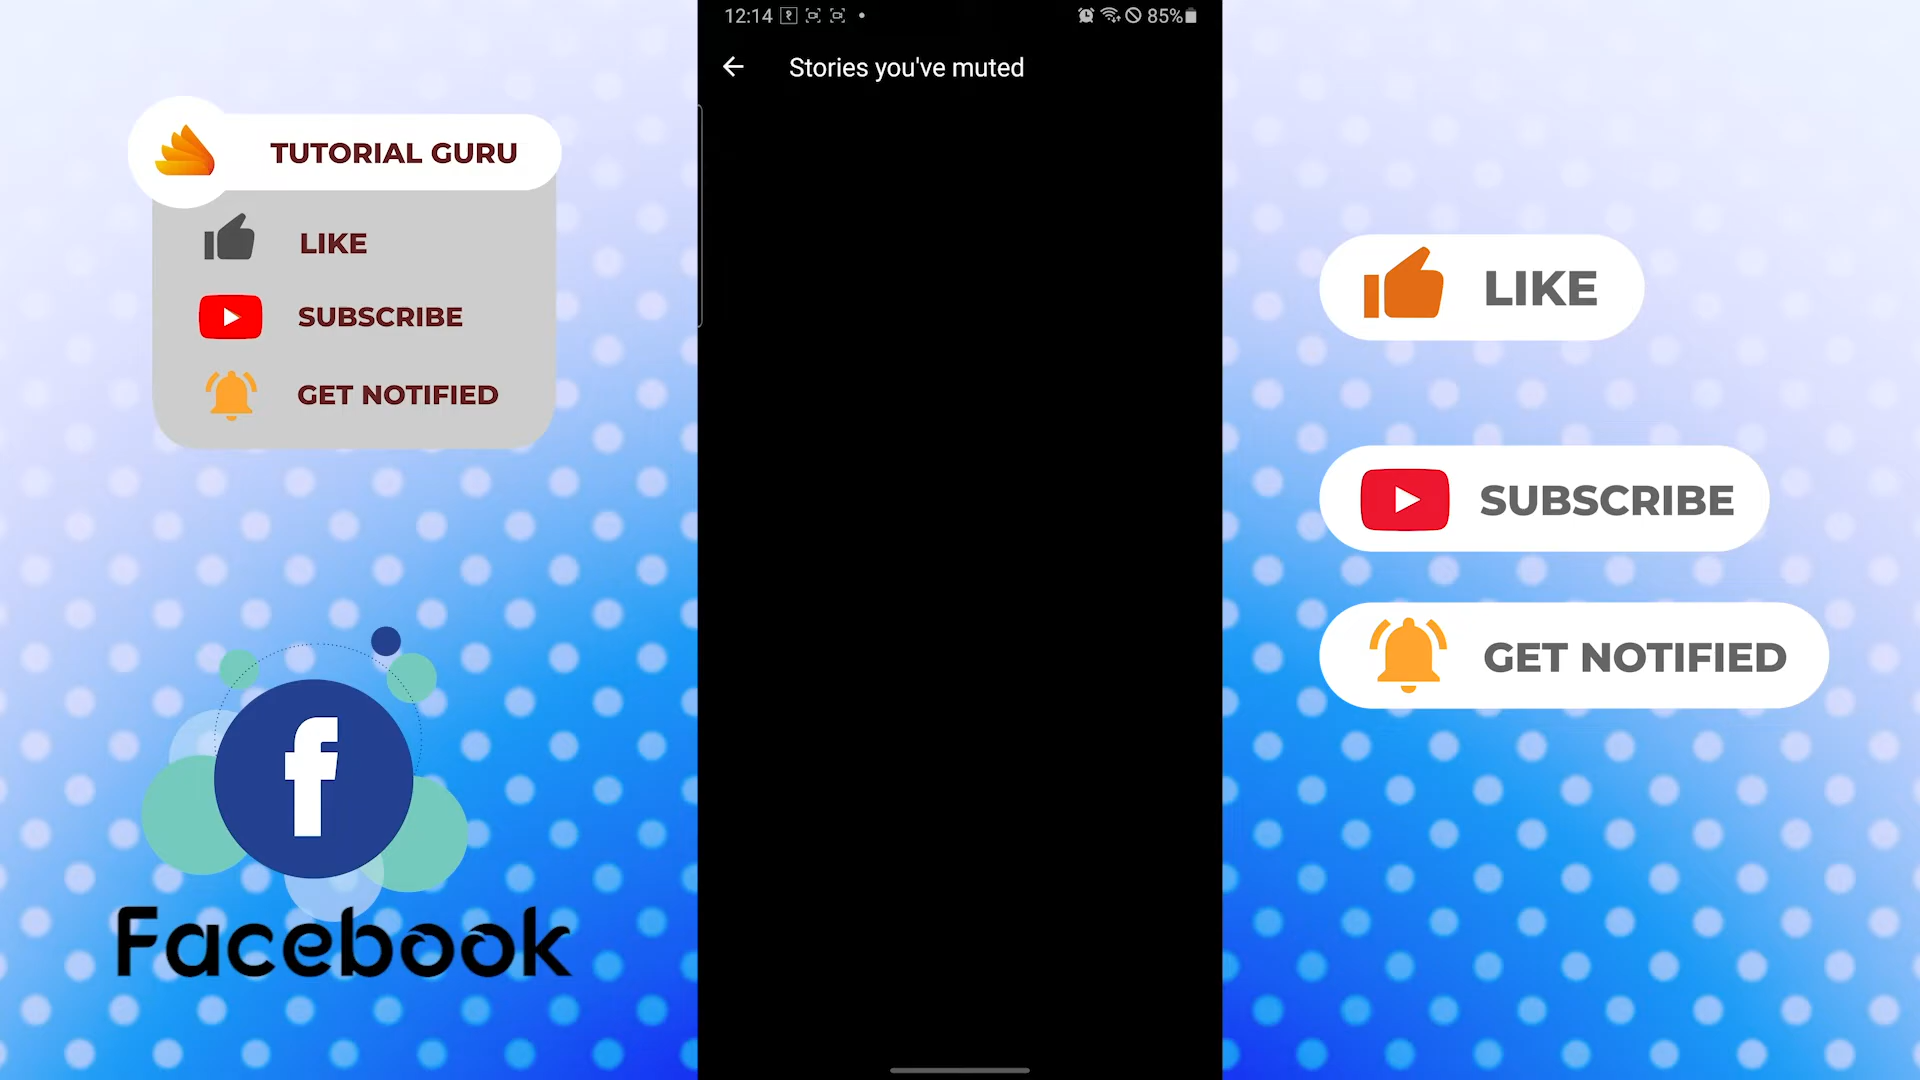 TUTORIAL GURU
LIKE
SUBSCRIBE
GET NOTIFIED
Facebook
12:14
85%
Stories you've muted
LIKE
SUBSCRIBE
GET NOTIFIED